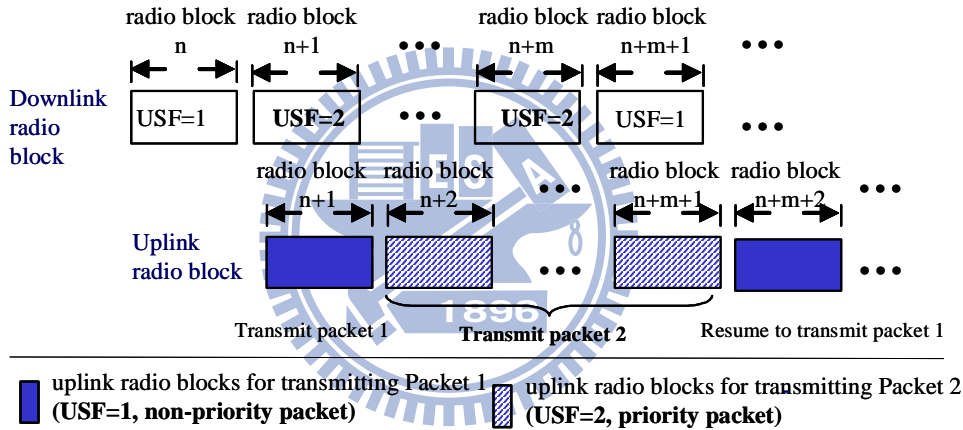 radio block radio block radio block radio block
n n+1 ••• n+m n+m+1 •••
Downlink
radio
block
USF=1 USF=2 ••• USF=2 USF=1 •••
radio block radio block ••• radio block radio block •••
n+1 n+2 n+m+1 n+m+2
Uplink
radio block
••• •••
1896
Transmit packet 1 Transmit packet 2 Resume to transmit packet 1
uplink radio blocks for transmitting Packet 1 uplink radio blocks for transmitting Packet 2
(USF=1, non-priority packet) (USF=2, priority packet)